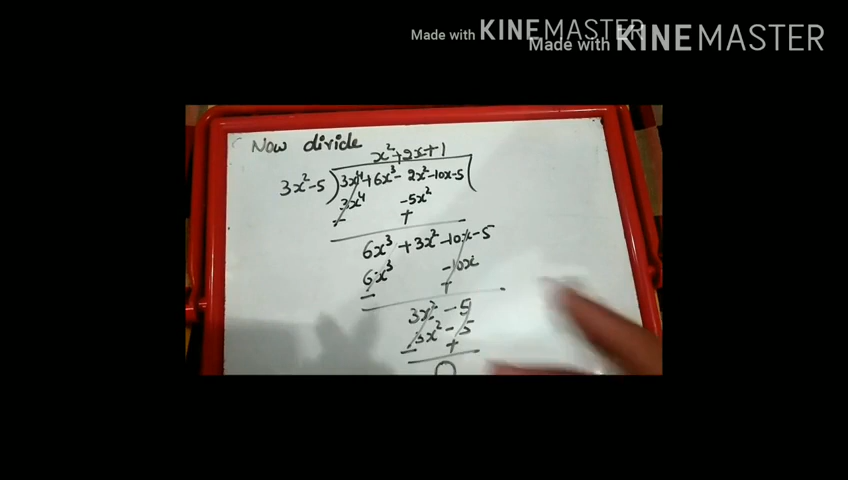 Made with KINEMASTER
Made with KINEMASTER
Now divide
x²+2x+1
3x²-5)3x⁴+6x³-2x²-10x-5(
3x⁴ -5x²
- +
6x³+3x²-10x-5
6x³ -10x
- +
3x²-5
3x²-5
- +
0